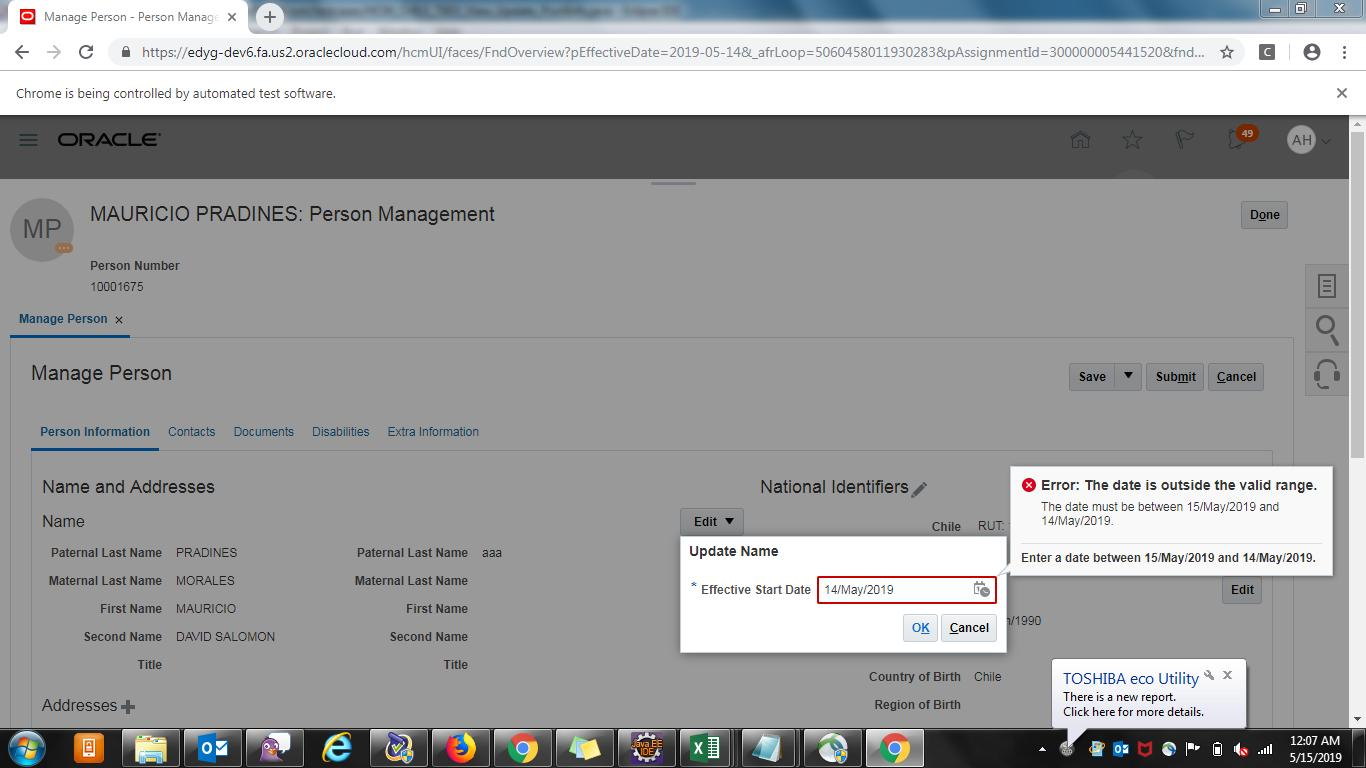 Manage Person - Person Manage
https://edyg-dev6.fa.us2.oraclecloud.com/hcmUI/faces/FndOverview?pEffectiveDate=2019-05-14&_afrLoop=5060458011930283&pAssignmentId=300000005441520&fnd...
C
Chrome is being controlled by automated test software.
ORACLE
49
AH
MP
MAURICIO PRADINES: Person Management
Done
Person Number
10001675
Manage Person
Manage Person
Save
Submit
Cancel
Person Information
Contacts
Documents
Disabilities
Extra Information
Name and Addresses
National Identifiers
Name
Edit
Chile RUT:
Paternal Last Name PRADINES
Paternal Last Name aaa
Maternal Last Name MORALES
Maternal Last Name
First Name MAURICIO
First Name
Second Name DAVID SALOMON
Second Name
Title
Title
Update Name
* Effective Start Date 14/May/2019
OK
Cancel
Error: The date is outside the valid range.
The date must be between 15/May/2019 and
14/May/2019.
Enter a date between 15/May/2019 and 14/May/2019.
Edit
/1990
Country of Birth Chile
Region of Birth
Addresses
TOSHIBA eco Utility
There is a new report.
Click here for more details.
Java EE
IDE
12:07 AM
5/15/2019